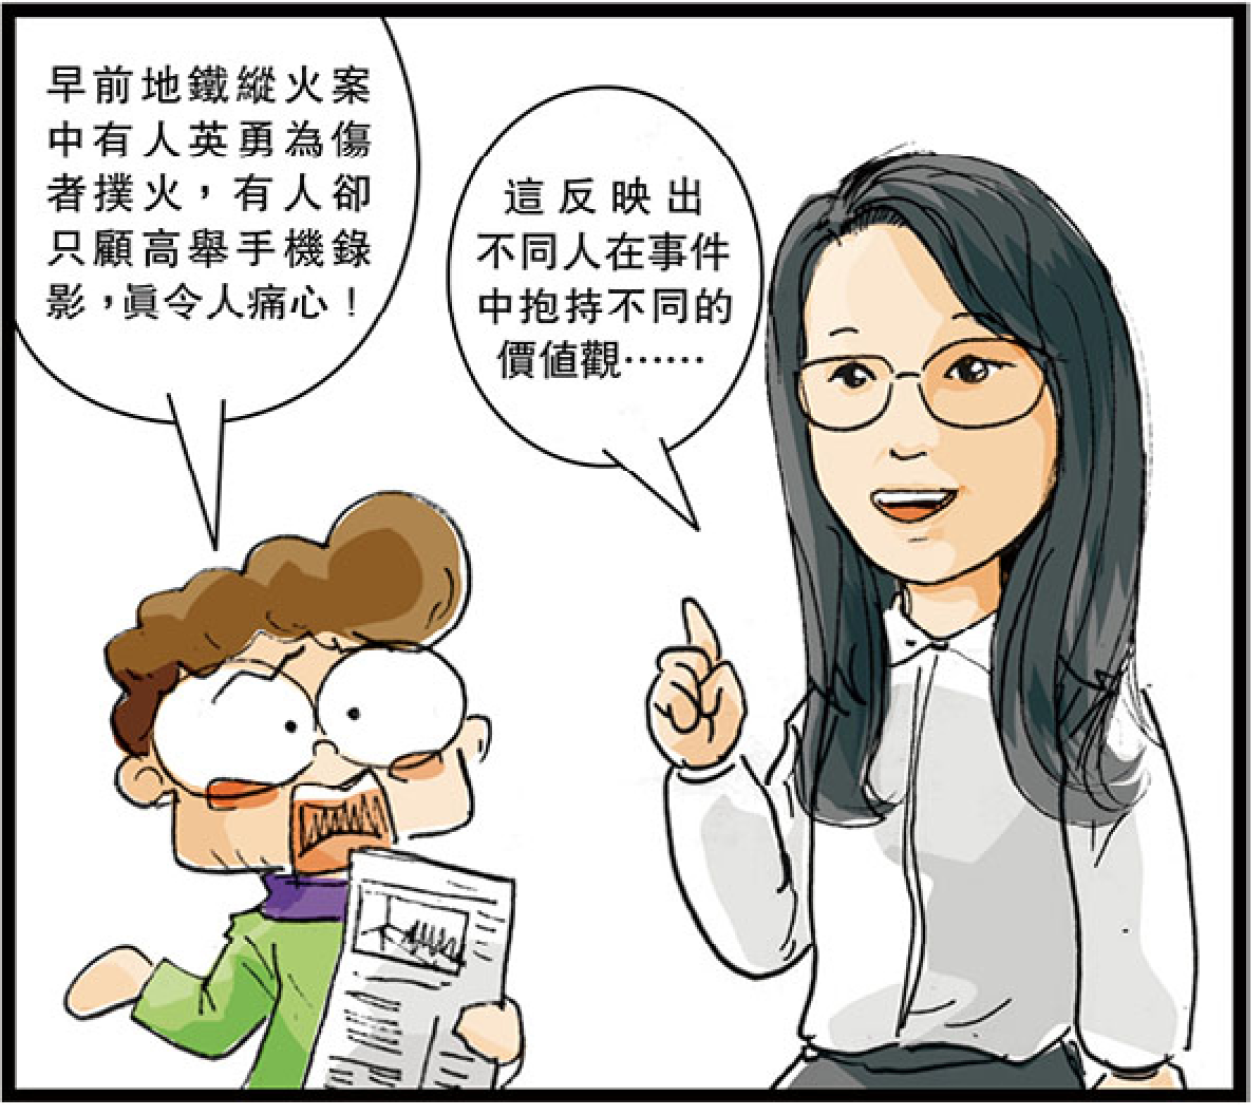 早前地鐵縱火案
中有人英勇為傷
者撲火，有人卻
只顧高舉手機錄
影，眞令人痛心！
這反映出
不同人在事件
中抱持不同的
價值觀……